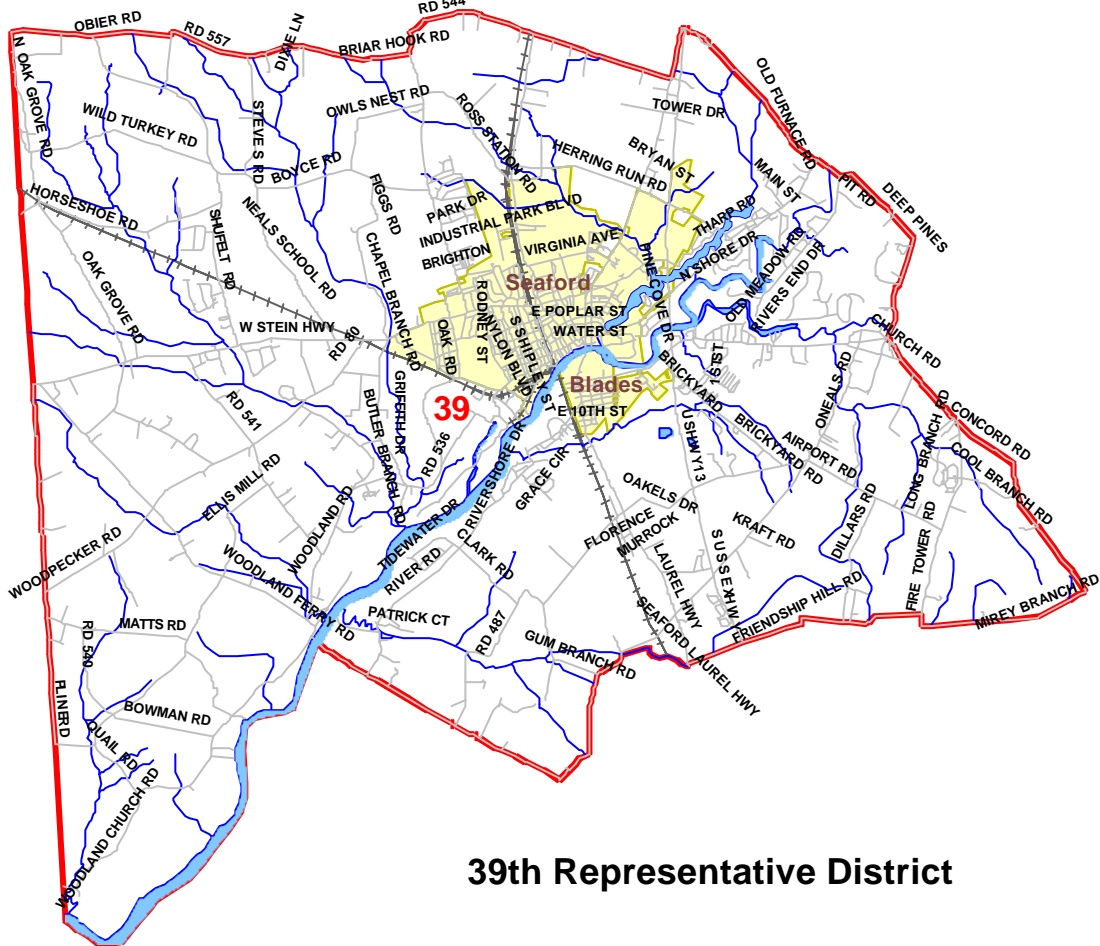 RD 544
OBIER RD
RD 557
DIXIE LN
BRIAR HOOK RD
N OAK GROVE RD
OLD FURNACE RD
WILD TURKEY RD
STEVE S RD
OWLS NEST RD
ROSS STATION RD
TOWER DR
BOYCE RD
HERRING RUN RD
BRYAN ST
MAIN ST
PIT RD
DEEP PINES
HORSESHOE RD
FIGGS RD
PARK DR
INDUSTRIAL PARK BLVD
THARP RD
SHUFELT RD
NEALS SCHOOL RD
CHAPEL BRANCH RD
BRIGHTON
VIRGINIA AVE
PINECOVE DR
N SHORE DR
OLD MEADOW RD
RIVERS END DR
OAK GROVE RD
Seaford
RODNEY ST
E POPLAR ST
W STEIN HWY
RD 80
OAK RD
NYLON BLVD
S SHIPLEY ST
WATER ST
CHURCH RD
BRICKYARD
16 1ST
ONEALS RD
Blades
39
E 10TH ST
RD 541
BUTLER BRANCH RD
GRIFFITH DR
RD 536
U S HWY 13
BRICKYARD RD
AIRPORT RD
LONG BRANCH RD
CONCORD RD
COOL BRANCH RD
ELLIS MILL RD
O RIVERSHORE DR
GRACE CIR
OAKELS DR
WOODLAND RD
WOODPECKER RD
TIDEWATER DR
FLORENCE
MURROCK
KRAFT RD
DILLARS RD
FIRE TOWER RD
WOODLAND FERRY RD
RIVER RD
CLARK RD
LAUREL HWY
SUSSEX HWY
MATTS RD
PATRICK CT
RD 487
SEAFORD LAUREL HWY
FRIENDSHIP HILL RD
MIREY BRANCH RD
RD 540
GUM BRANCH RD
FLINE RD
BOWMAN RD
QUAIL RD
WOODLAND CHURCH RD
39th Representative District